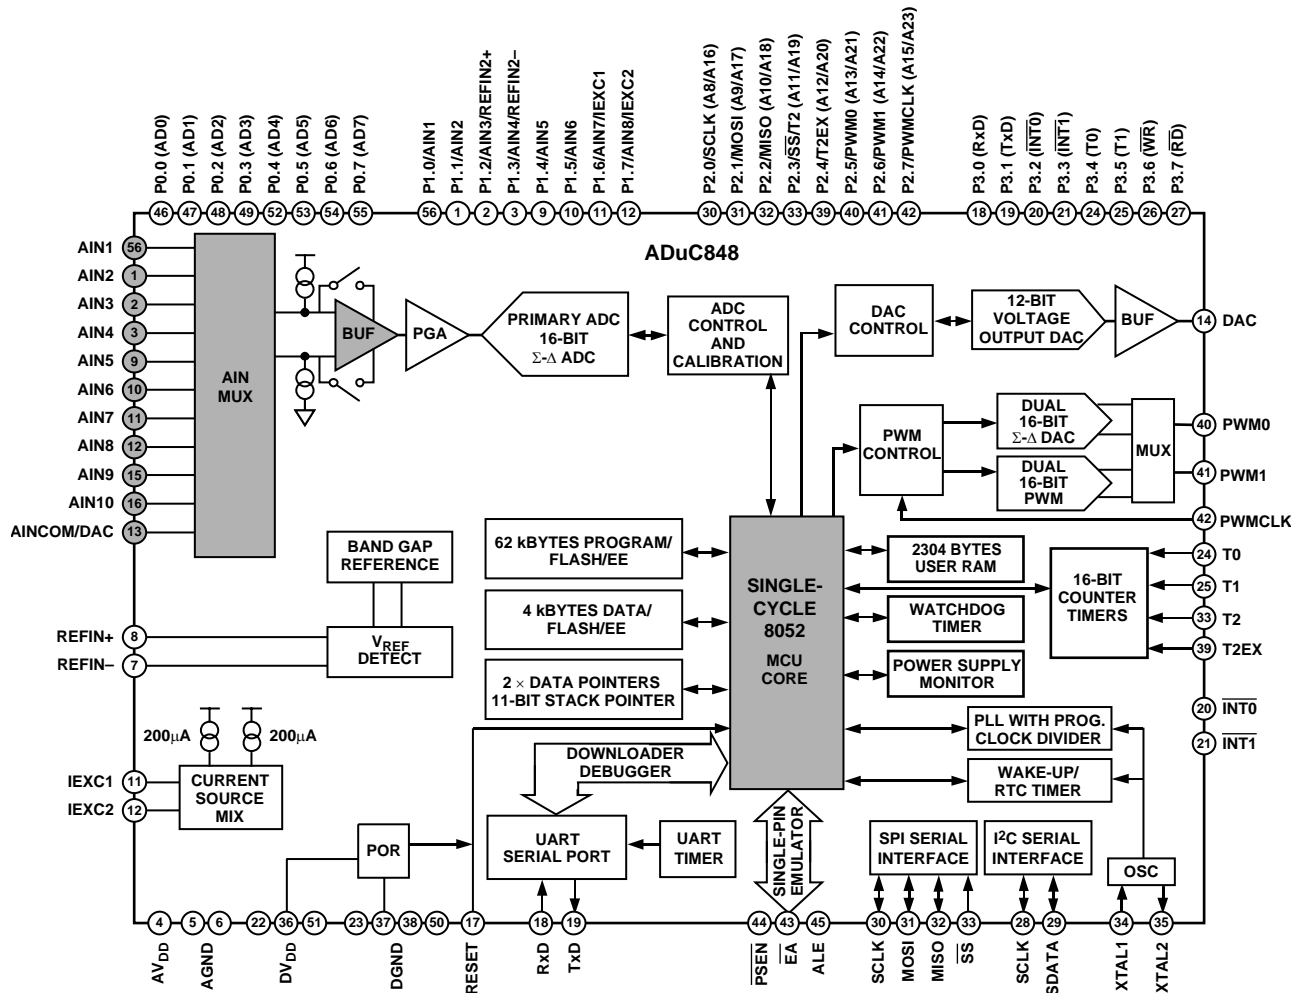 P0.0 (AD0)
P0.1 (AD1)
P0.2 (AD2)
P0.3 (AD3)
P0.4 (AD4)
P0.5 (AD5)
P0.6 (AD6)
P0.7 (AD7)
P1.0/AIN1
P1.1/AIN2
P1.2/AIN3/REFIN2+
P1.3/AIN4/REFIN2–
P1.4/AIN5
P1.5/AIN6
P1.6/AIN7/IEXC1
P1.7/AIN8/IEXC2
P2.0/SCLK (A8/A16)
P2.1/MOSI (A9/A17)
P2.2/MISO (A10/A18)
P2.3/SS/T2 (A11/A19)
P2.4/T2EX (A12/A20)
P2.5/PWM0 (A13/A21)
P2.6/PWM1 (A14/A22)
P2.7/PWMCLK (A15/A23)
P3.0 (RxD)
P3.1 (TxD)
P3.2 (INT0)
P3.3 (INT1)
P3.4 (T0)
P3.5 (T1)
P3.6 (WR)
P3.7 (RD)
46 47 48 49 52 53 54 55 56 1 2 3 9 10 11 12 30 31 32 33 39 40 41 42 18 19 20 21 24 25 26 27
ADuC848
AIN1 56
AIN2 1
AIN3 2
AIN4 3
AIN5 9
AIN6 10
AIN7 11
AIN8 12
AIN9 15
AIN10 16
AINCOM/DAC 13
AIN
MUX
BUF
PGA
PRIMARY ADC
16-BIT
Σ-Δ ADC
ADC
CONTROL
AND
CALIBRATION
DAC
CONTROL
12-BIT
VOLTAGE
OUTPUT DAC
BUF
14 DAC
PWM
CONTROL
DUAL
16-BIT
Σ-Δ DAC
DUAL
16-BIT
PWM
MUX
40 PWM0
41 PWM1
42 PWMCLK
BAND GAP
REFERENCE
REFIN+ 8
REFIN– 7
VREF
DETECT
62 kBYTES PROGRAM/
FLASH/EE
4 kBYTES DATA/
FLASH/EE
2 × DATA POINTERS
11-BIT STACK POINTER
SINGLE-
CYCLE
8052
MCU
CORE
2304 BYTES
USER RAM
WATCHDOG
TIMER
POWER SUPPLY
MONITOR
16-BIT
COUNTER
TIMERS
24 T0
25 T1
33 T2
39 T2EX
20 INT0
21 INT1
200µA
200µA
IEXC1 11
IEXC2 12
CURRENT
SOURCE
MIX
DOWNLOADER
DEBUGGER
PLL WITH PROG.
CLOCK DIVIDER
WAKE-UP/
RTC TIMER
POR
UART
SERIAL PORT
UART
TIMER
SINGLE-PIN
EMULATOR
SPI SERIAL
INTERFACE
I2C SERIAL
INTERFACE
OSC
4 5 6 22 36 51 23 37 38 50 17 18 19 44 43 45 30 31 32 33 28 29 34 35
AVDD
AGND
DVDD
DGND
RESET
RxD
TxD
PSEN
EA
ALE
SCLK
MOSI
MISO
SS
SCLK
SDATA
XTAL1
XTAL2